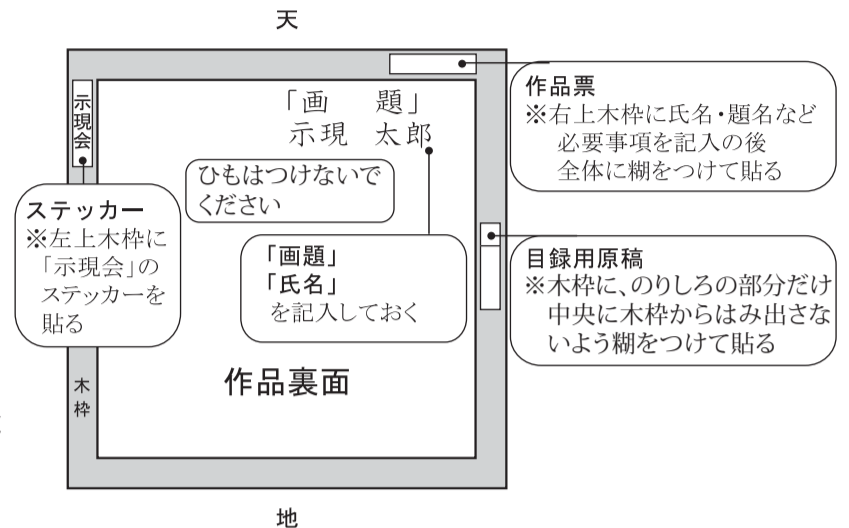 天
示現会
「画　題」
示現　太郎
作品票
※右上木枠に氏名・題名など
必要事項を記入の後
全体に糊をつけて貼る
ひもはつけないで
ください
ステッカー
※左上木枠に
「示現会」の
ステッカーを
貼る
「画題」
「氏名」
を記入しておく
目録用原稿
※木枠に、のりしろの部分だけ
中央に木枠からはみ出さな
いよう糊をつけて貼る
作品裏面
木枠
地